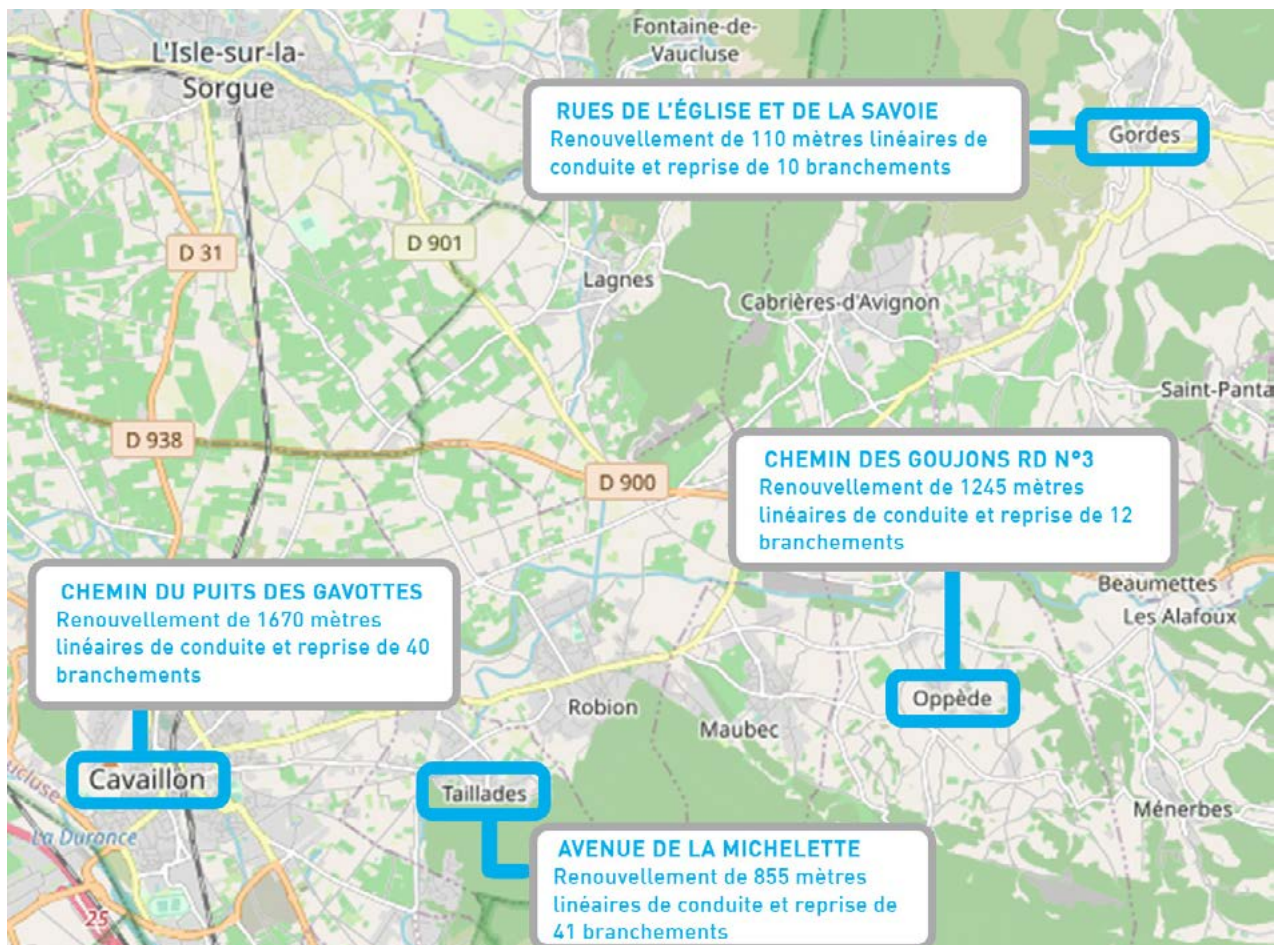 Fontaine-de-
Vaucluse
L'Isle-sur-la-
Sorgue
RUES DE L'ÉGLISE ET DE LA SAVOIE
Renouvellement de 110 mètres linéaires de
conduite et reprise de 10 branchements
Gordes
D 901
D 31
Lagnes
Cabrières-d'Avignon
Saint-Panta
D 938
D 900
CHEMIN DES GOUJONS RD N°3
Renouvellement de 1245 mètres
linéaires de conduite et reprise de 12
branchements
CHEMIN DU PUITS DES GAVOTTES
Renouvellement de 1670 mètres
linéaires de conduite et reprise de 40
branchements
Beaumettes
Les Alafoux
Robion
Maubec
Oppède
Cavaillon
Taillades
Ménerbes
ucluse
La Durance
AVENUE DE LA MICHELETTE
Renouvellement de 855 mètres
linéaires de conduite et reprise de
41 branchements
25